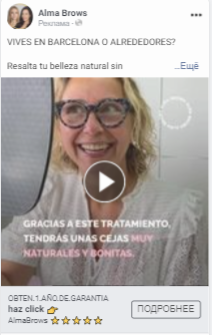 Alma Brows
Реклама ·
VIVES EN BARCELONA O ALREDEDORES?
Resalta tu belleza natural sin ...Ещё
GRACIAS A ESTE TRATAMIENTO,
TENDRÁS UNAS CEJAS MUY
NATURALES Y BONITAS.
OBTEN.1.AÑO.DE.GARANTIA
haz click 👉
ПОДРОБНЕЕ
AlmaBrows ⭐⭐⭐⭐⭐